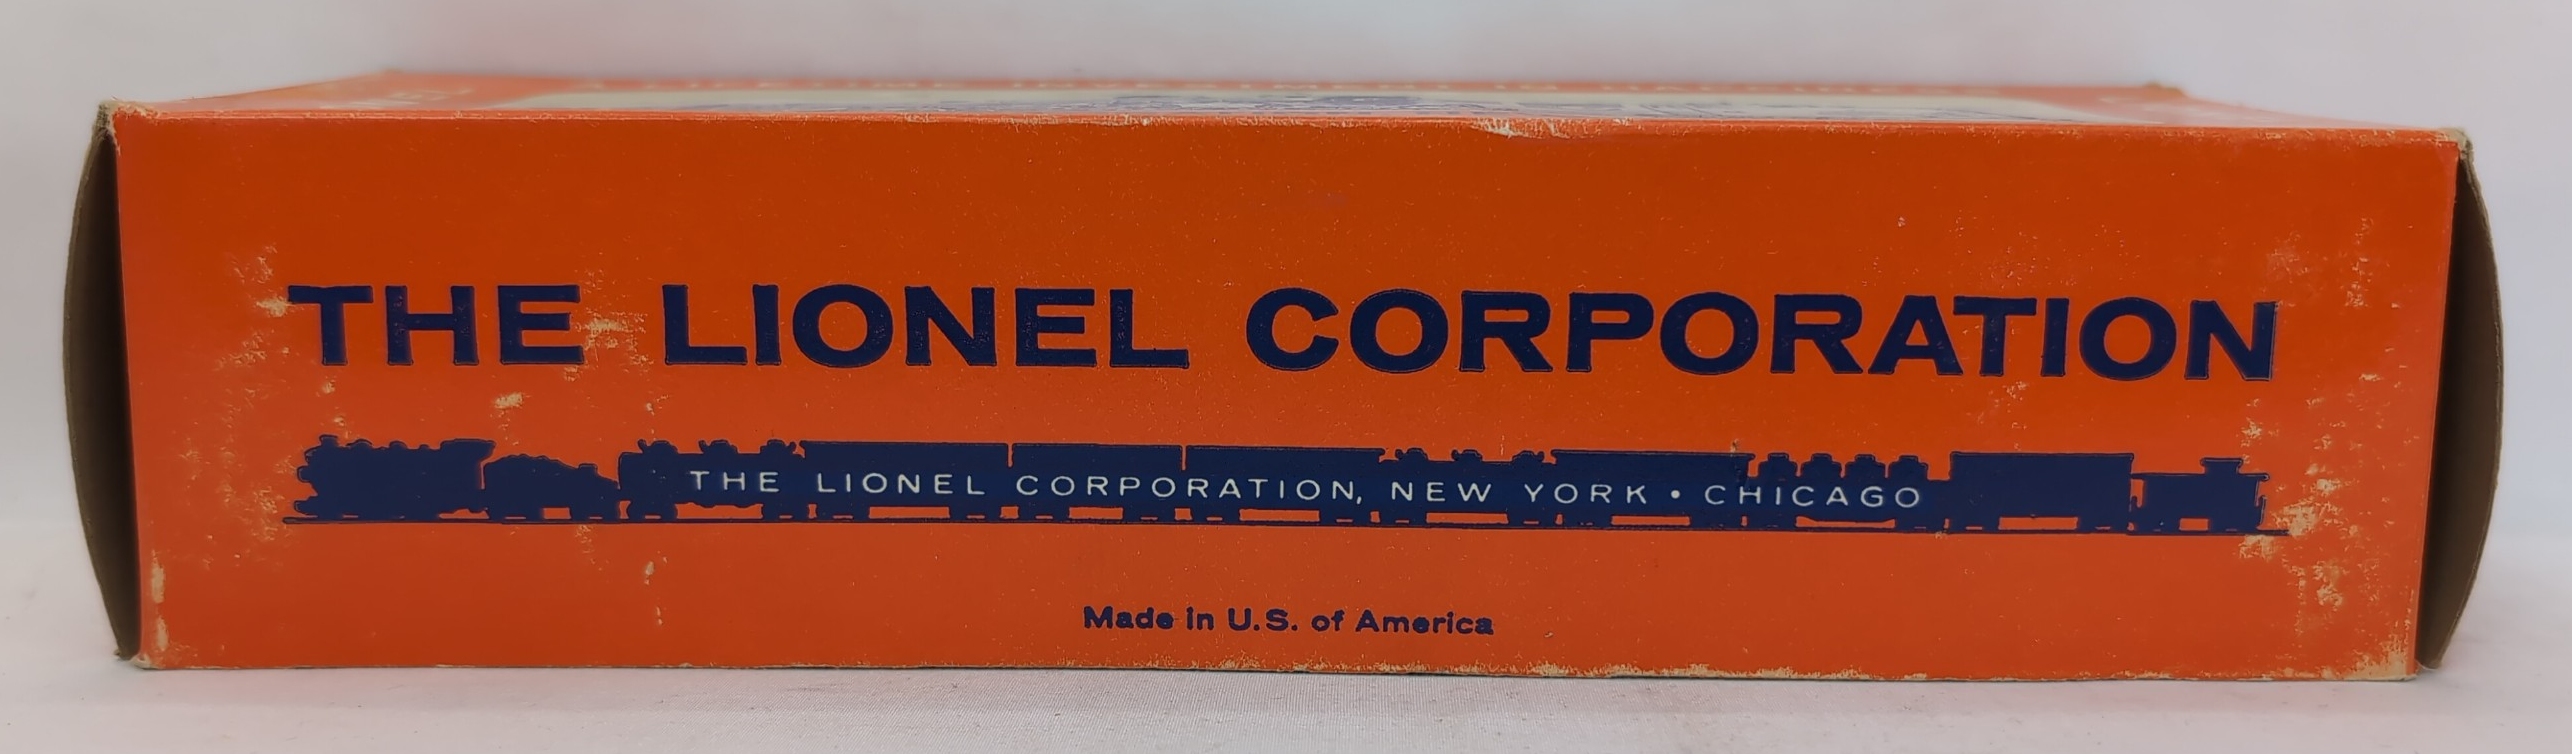 THE LIONEL CORPORATION
THE LIONEL CORPORATION, NEW YORK • CHICAGO
Made in U.S. of America